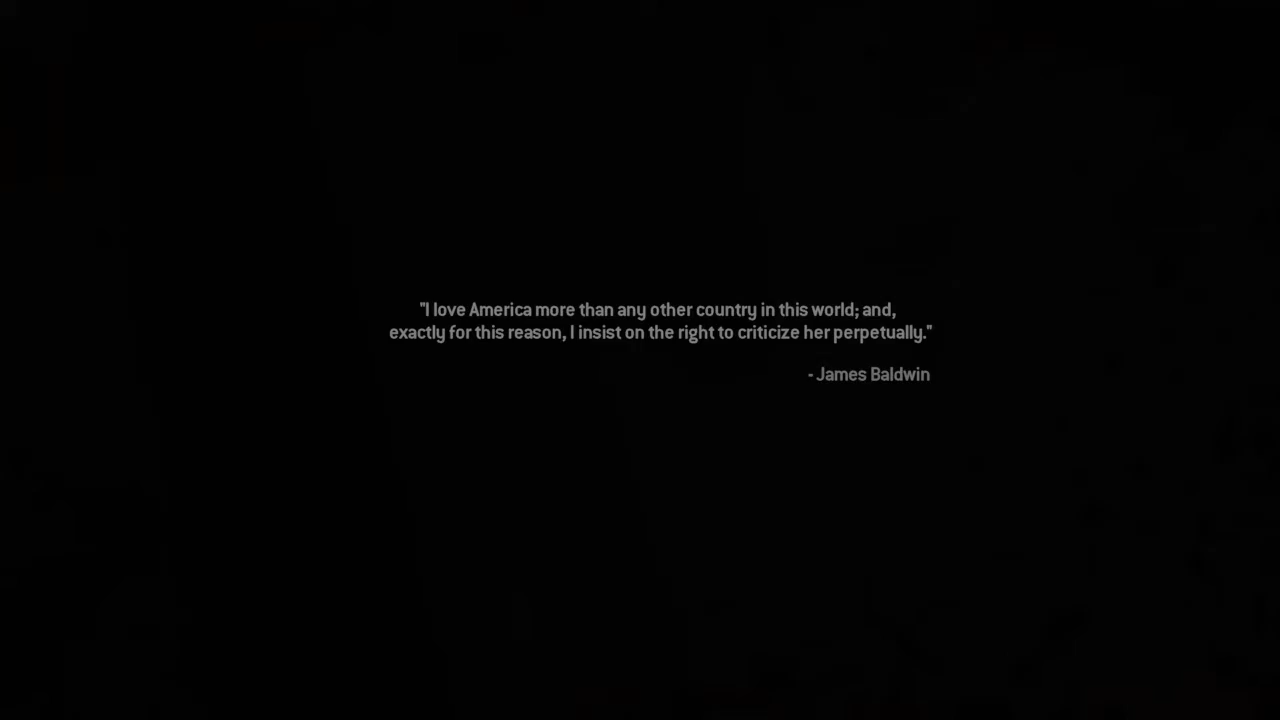 "I love America more than any other country in this world; and,
exactly for this reason, I insist on the right to criticize her perpetually."
- James Baldwin